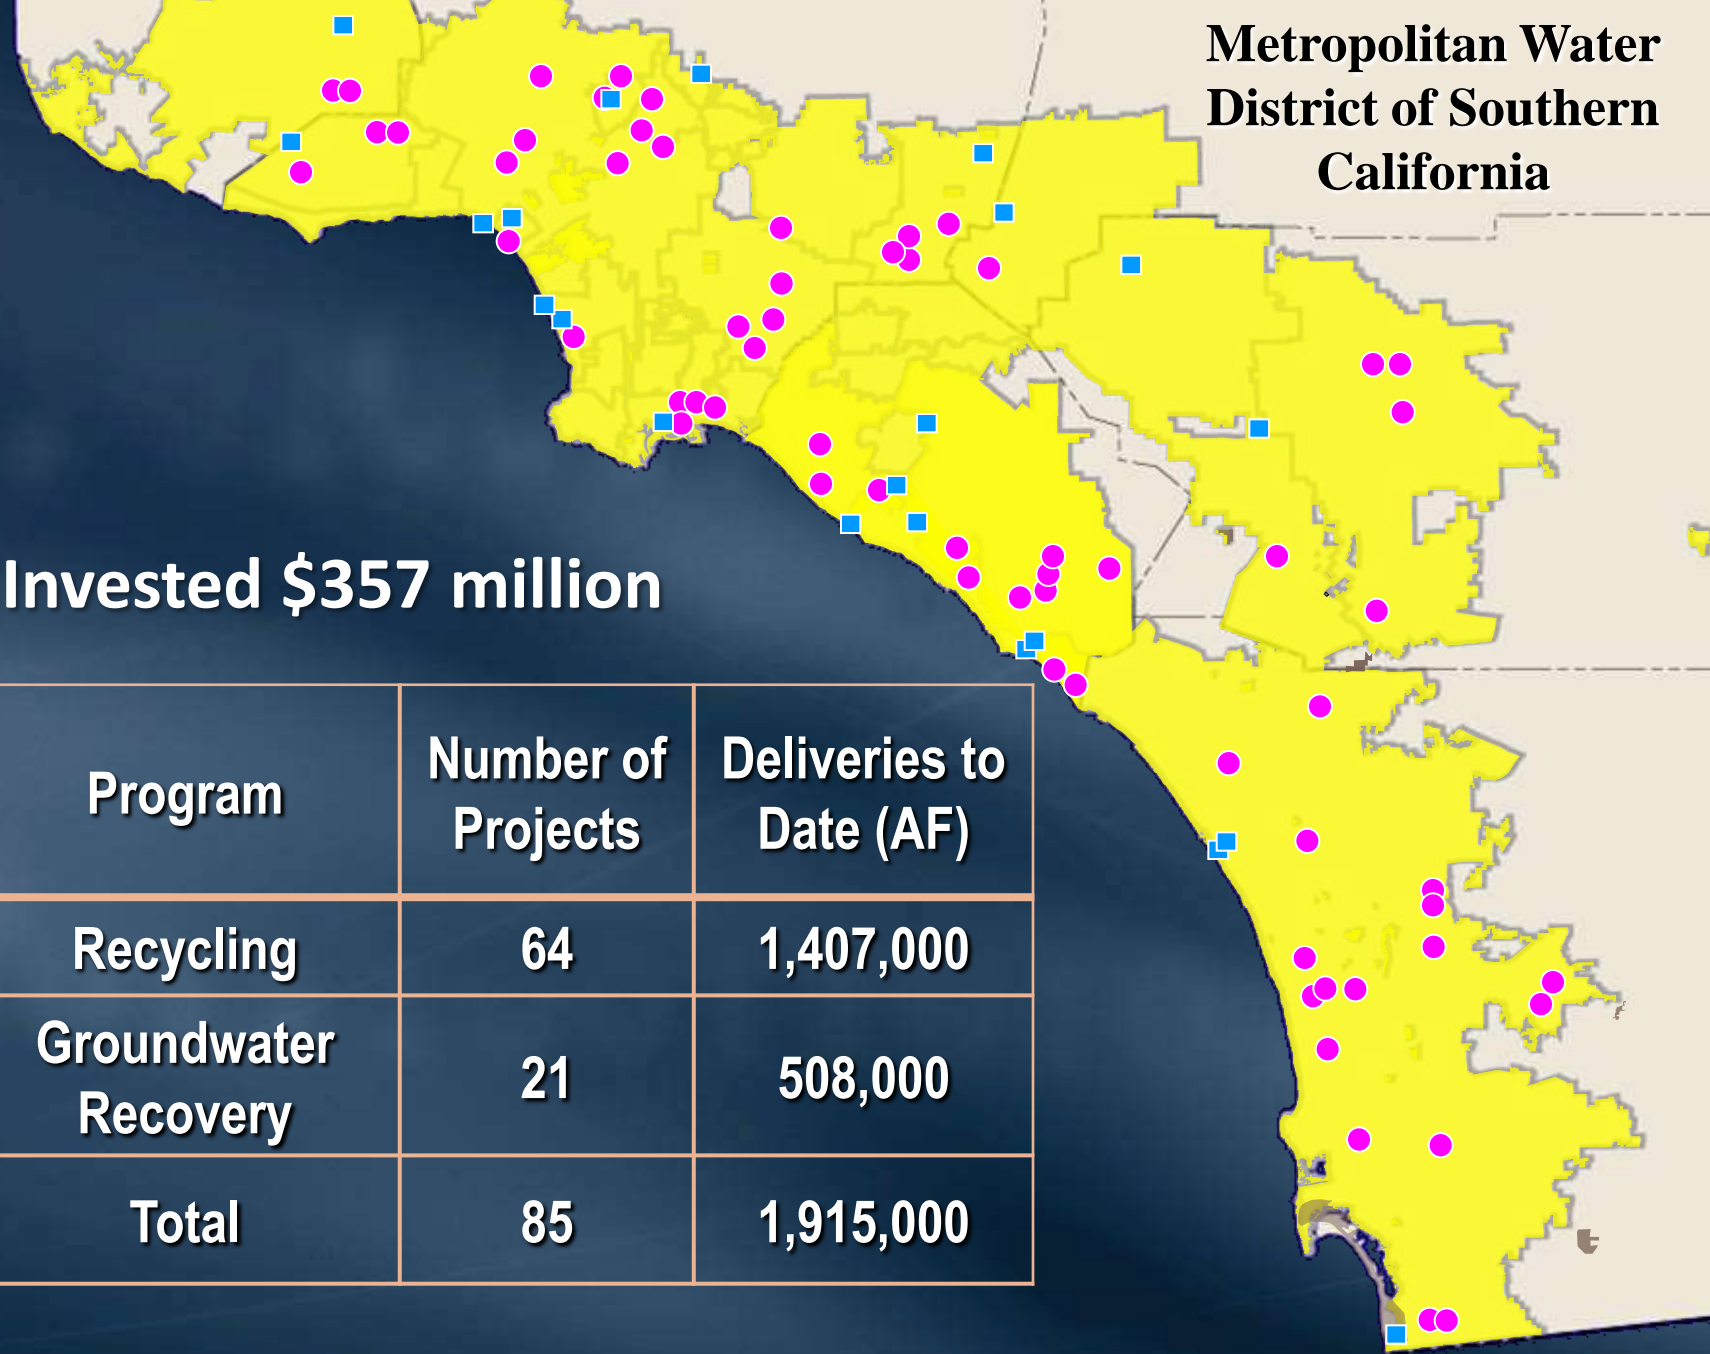 Metropolitan Water
District of Southern
California
Invested $357 million
Program
Number of
Projects
Deliveries to
Date (AF)
Recycling
64
1,407,000
Groundwater
Recovery
21
508,000
Total
85
1,915,000